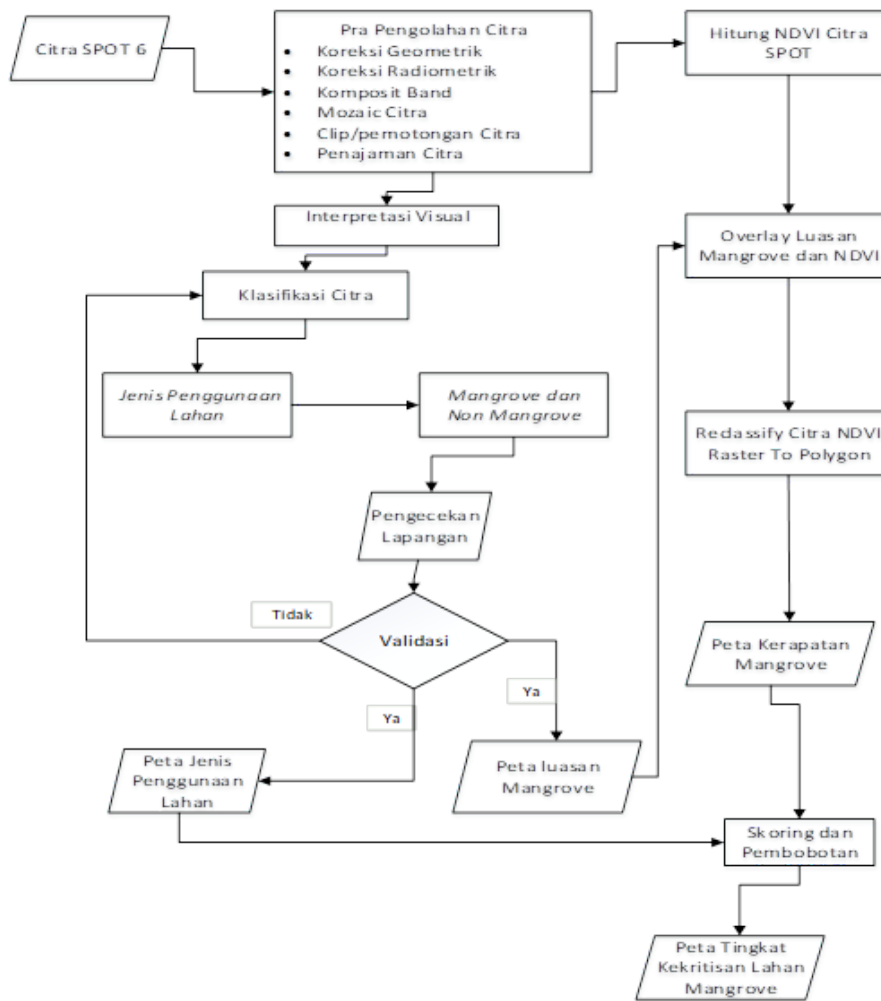 Citra SPOT 6
Pra Pengolahan Citra
• Koreksi Geometrik
• Koreksi Radiometrik
• Komposit Band
• Mozaic Citra
• Clip/pemotongan Citra
• Penajaman Citra
Hitung NDVI Citra
SPOT
Interpretasi Visual
Overlay Luasan
Mangrove dan NDVI
Klasifikasi Citra
Jenis Penggunaan
Lahan
Mangrove dan
Non Mangrove
Reclassify Citra NDVI
Raster To Polygon
Pengecekan
Lapangan
Tidak
Validasi
Ya
Ya
Peta Kerapatan
Mangrove
Peta Jenis
Penggunaan
Lahan
Peta luasan
Mangrove
Skoring dan
Pembobotan
Peta Tingkat
Kekritisan Lahan
Mangrove